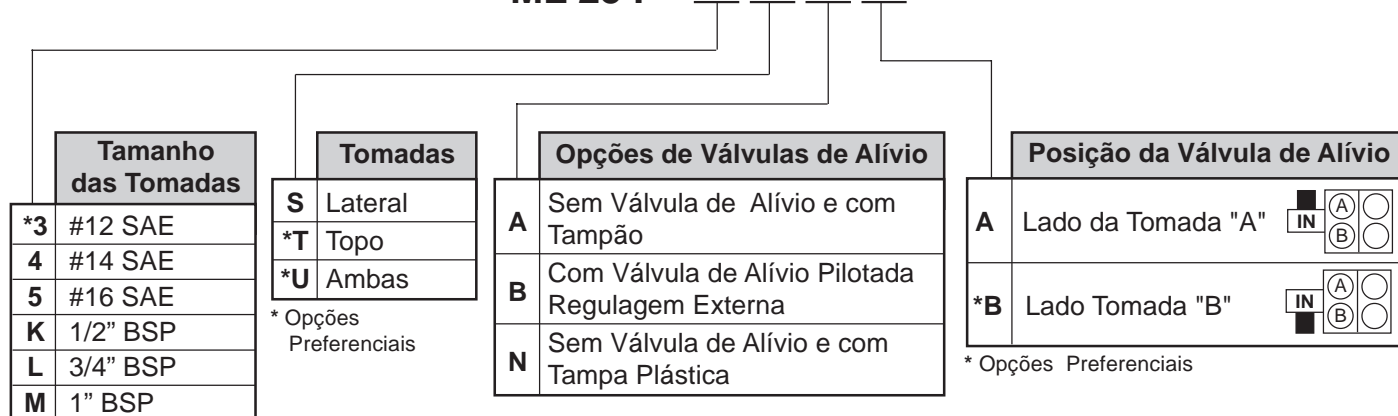 Tamanho
das Tomadas
*3 #12 SAE
4 #14 SAE
5 #16 SAE
K 1/2” BSP
L 3/4” BSP
M 1” BSP
Tomadas
S Lateral
*T Topo
*U Ambas
* Opções
Preferenciais
Opções de Válvulas de Alívio
A Sem Válvula de Alívio e com
Tampão
B Com Válvula de Alívio Pilotada
Regulagem Externa
N Sem Válvula de Alívio e com
Tampa Plástica
Posição da Válvula de Alívio
A Lado da Tomada "A" IN A B
*B Lado Tomada "B" IN A B
* Opções Preferenciais